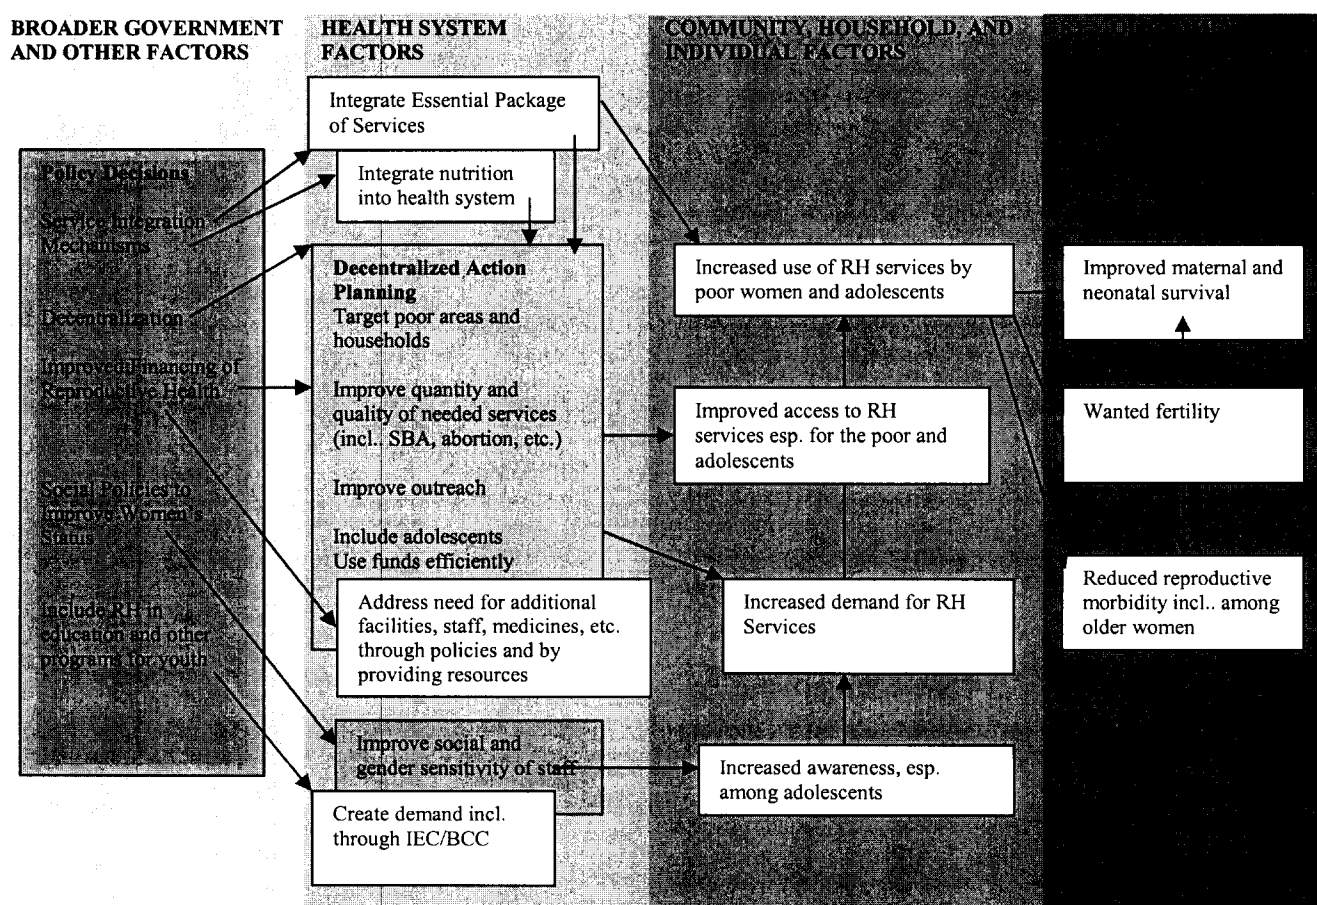 BROADER GOVERNMENT
AND OTHER FACTORS
HEALTH SYSTEM
FACTORS
COMMUNITY, HOUSEHOLD, AND
INDIVIDUAL FACTORS
Policy Decisions
Service Integration
Mechanisms
Decentralization
Improved Financing of
Reproductive Health
Social Policies to
Improve Women's
Status
Include RH in
education and other
programs for youth
Integrate Essential Package
of Services
Integrate nutrition
into health system
Decentralized Action
Planning
Target poor areas and
households
Improve quantity and
quality of needed services
(incl.. SBA, abortion, etc.)
Improve outreach
Include adolescents
Use funds efficiently
Address need for additional
facilities, staff, medicines, etc.
through policies and by
providing resources
Improve social and
gender sensitivity of staff
Create demand incl.
through IEC/BCC
Increased use of RH services by
poor women and adolescents
Improved access to RH
services esp. for the poor and
adolescents
Increased demand for RH
Services
Increased awareness, esp.
among adolescents
Improved maternal and
neonatal survival
Wanted fertility
Reduced reproductive
morbidity incl.. among
older women